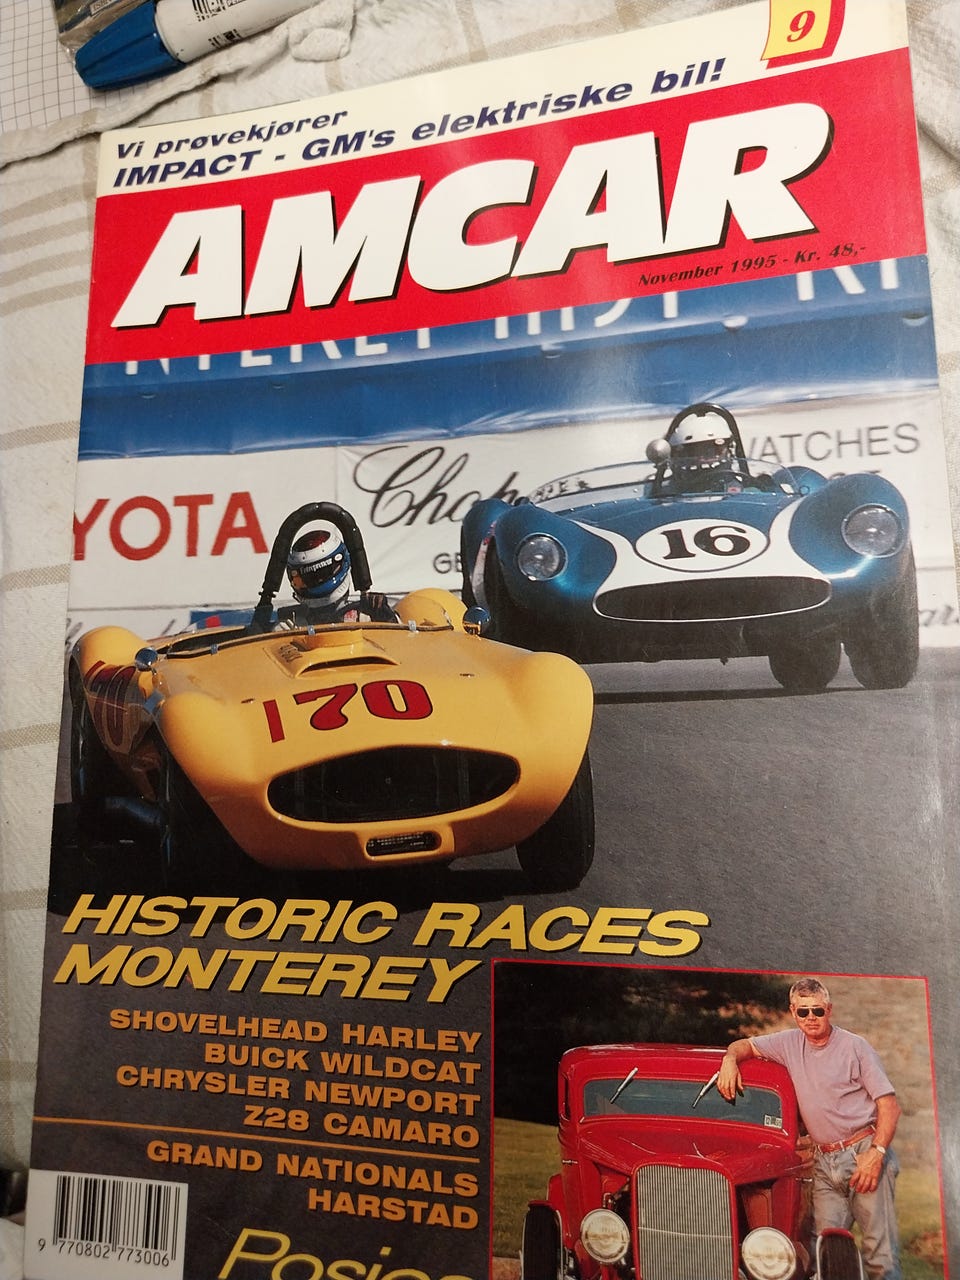 9
Vi prøvekjører
IMPACT - GM's elektriske bil!
AMCAR
November 1995 - Kr. 48,-
WATCHES
YOTA
16
170
HISTORIC RACES
MONTEREY
SHOVELHEAD HARLEY
BUICK WILDCAT
CHRYSLER NEWPORT
Z28 CAMARO
GRAND NATIONALS
HARSTAD
9 770802 773006